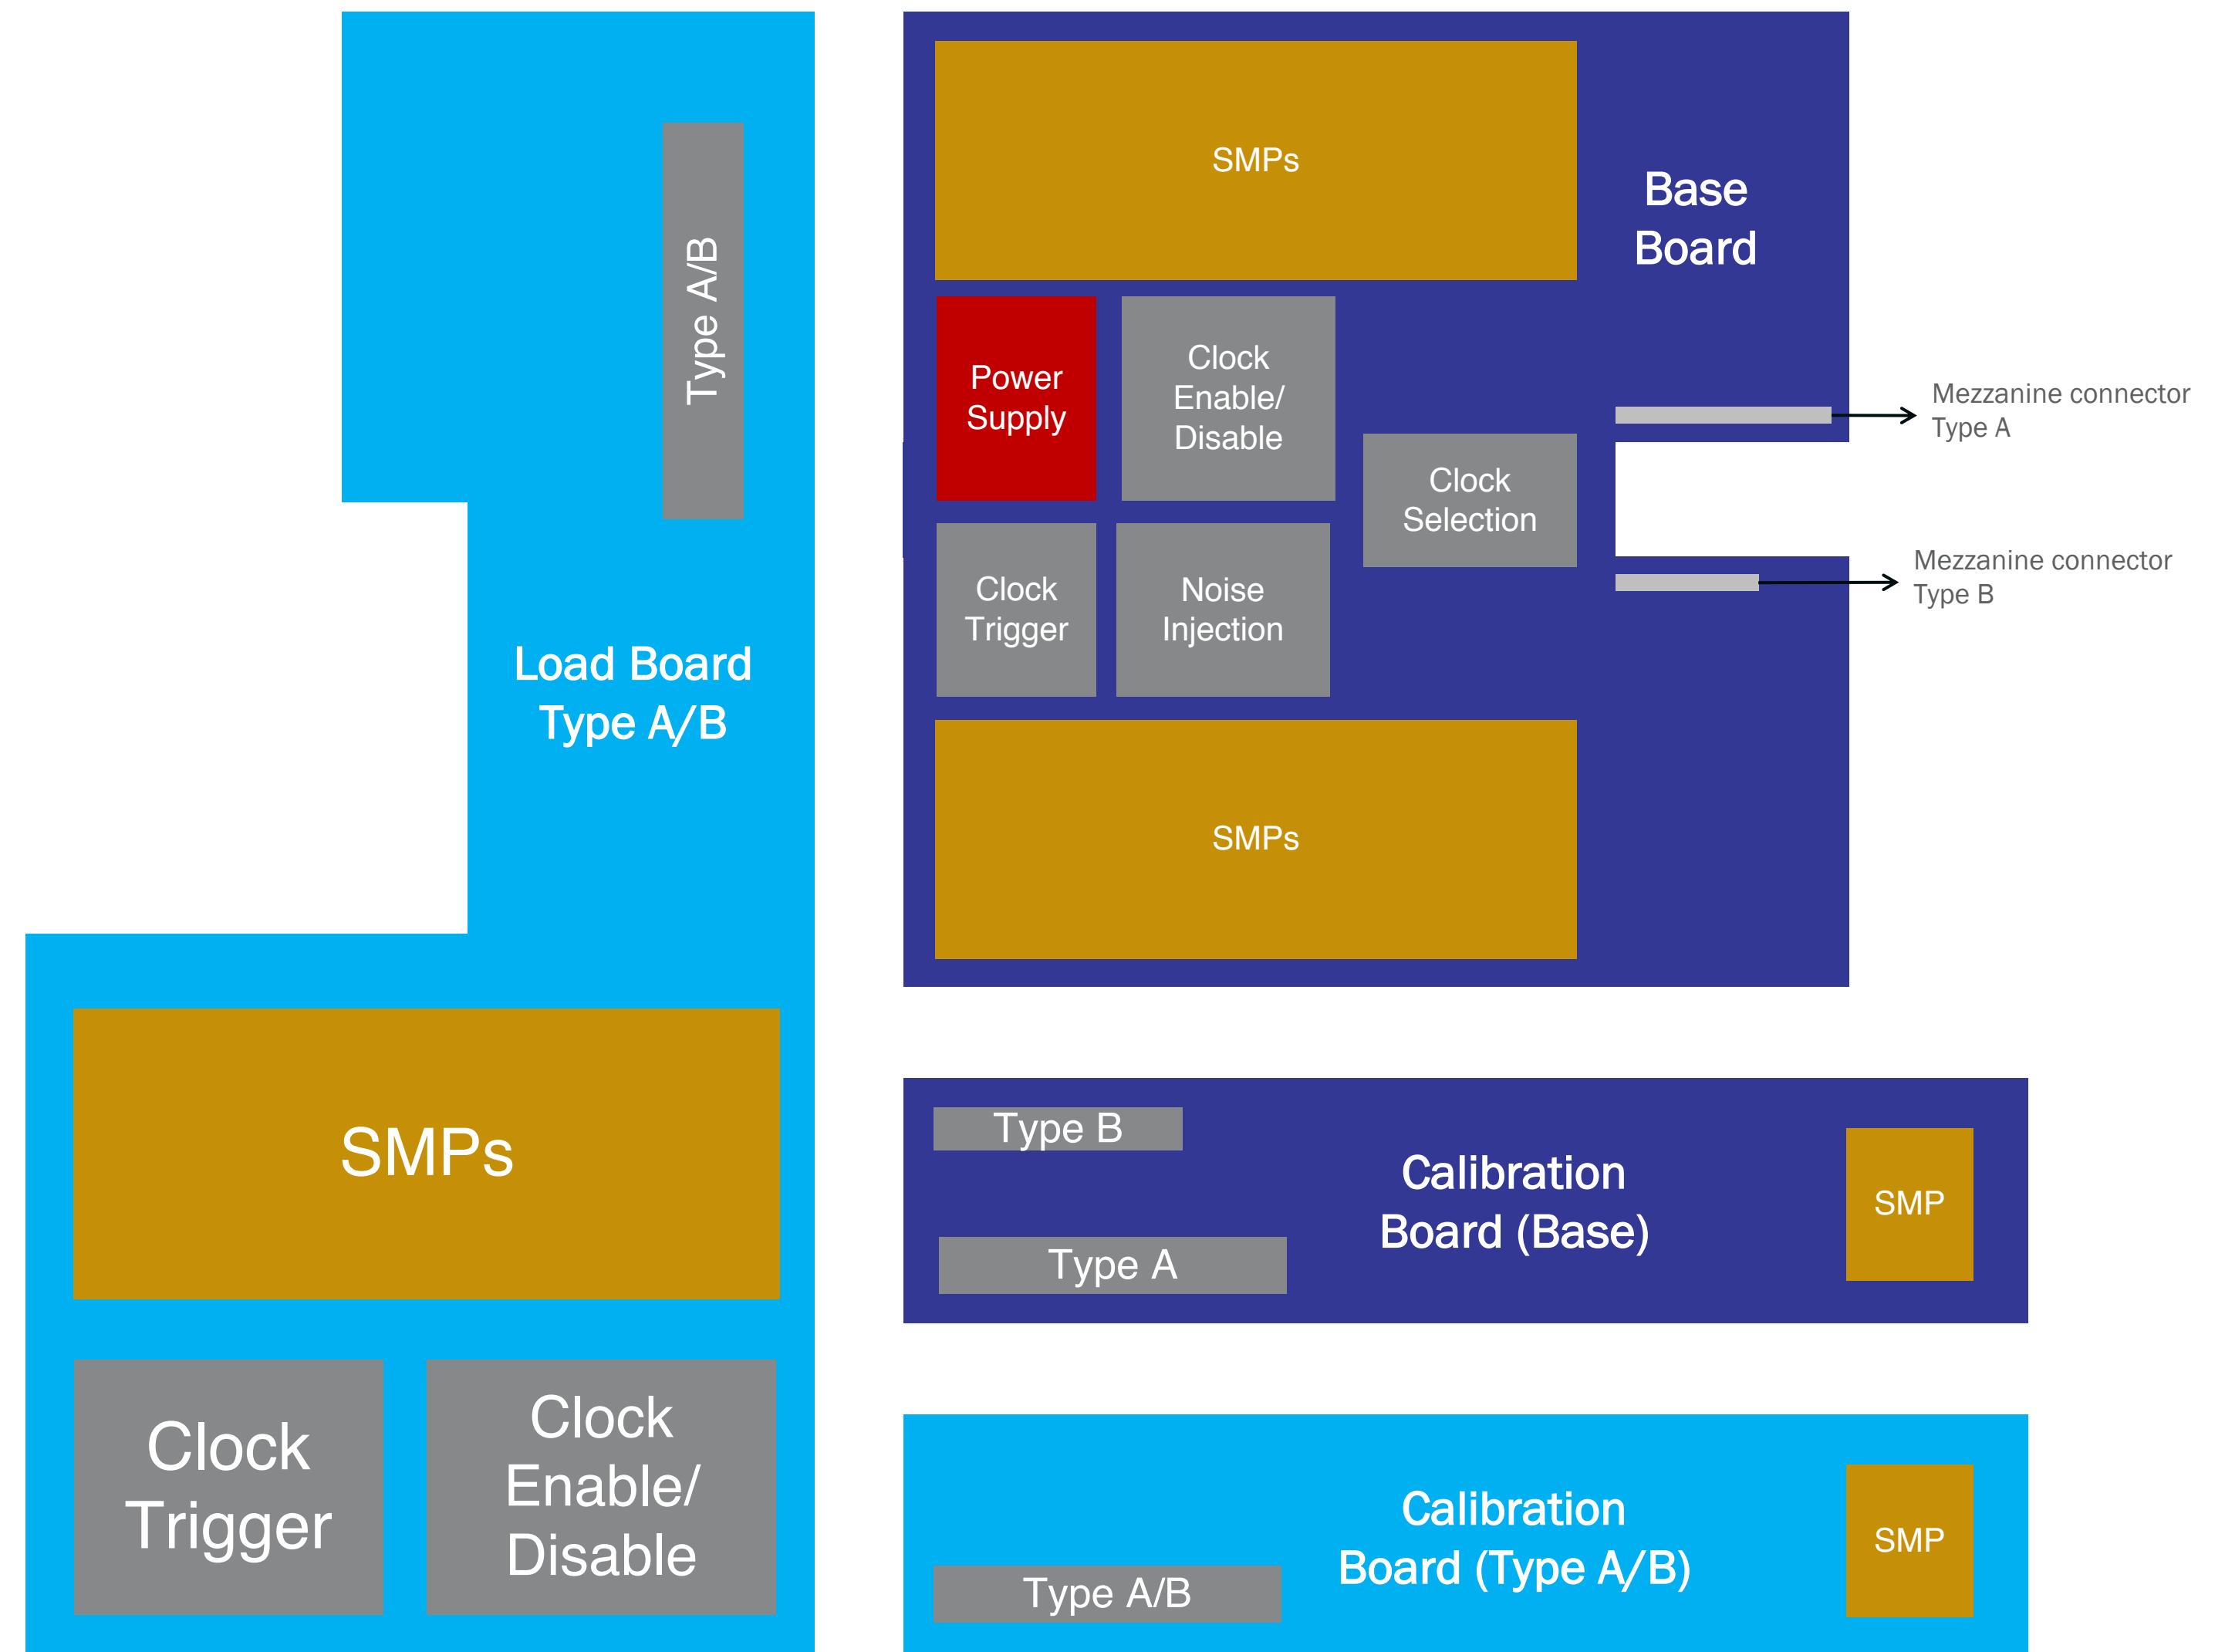 Type A/B
Load Board
Type A/B
SMPs
Clock
Trigger
Clock
Enable/
Disable
SMPs
Base
Board
Power
Supply
Clock
Enable/
Disable
Clock
Selection
Clock
Trigger
Noise
Injection
SMPs
Mezzanine connector
Type A
Mezzanine connector
Type B
Type B
Type A
Calibration
Board (Base)
SMP
Type A/B
Calibration
Board (Type A/B)
SMP